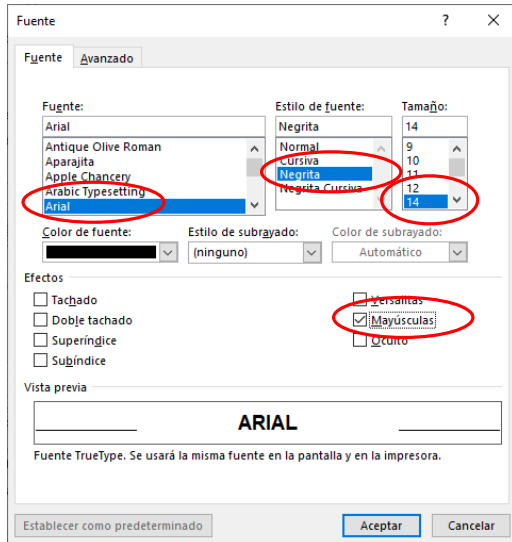 Fuente ? ×
Fuente Avanzado
Fuente: Estilo de fuente: Tamaño:
Arial Negrita 14
Antique Olive Roman Normal 9
Aparajita Cursiva 10
Apple Chancery Negrita 11
Arabic Typesetting Negrita Cursiva 12
Arial 14
Color de fuente: Estilo de subrayado: Color de subrayado:
(ninguno) Automático
Efectos
Tachado Versalitas
Doble tachado Mayúsculas
Superíndice Oculto
Subíndice
Vista previa
ARIAL
Fuente TrueType. Se usará la misma fuente en la pantalla y en la impresora.
Establecer como predeterminado Aceptar Cancelar